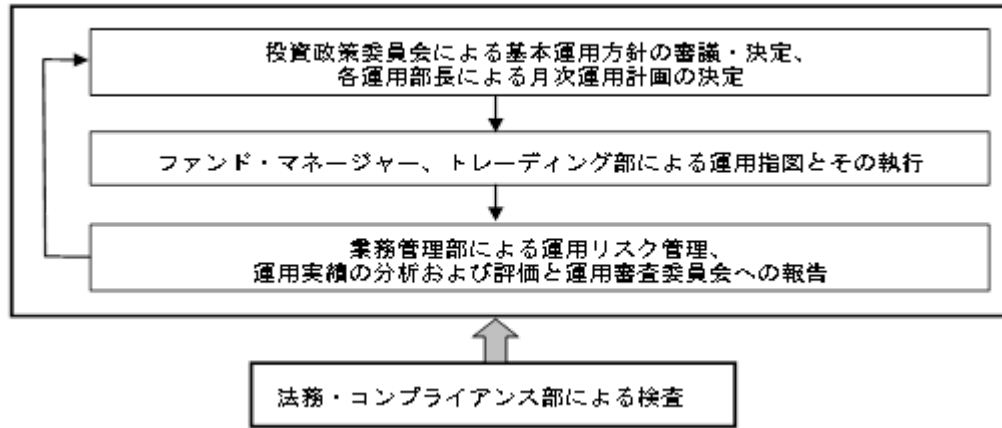 投資政策委員会による基本運用方針の審議・決定、
各運用部長による月次運用計画の決定
ファンド・マネージャー、トレーディング部による運用指図とその執行
業務管理部による運用リスク管理、
運用実績の分析および評価と運用審査委員会への報告
法務・コンプライアンス部による検査